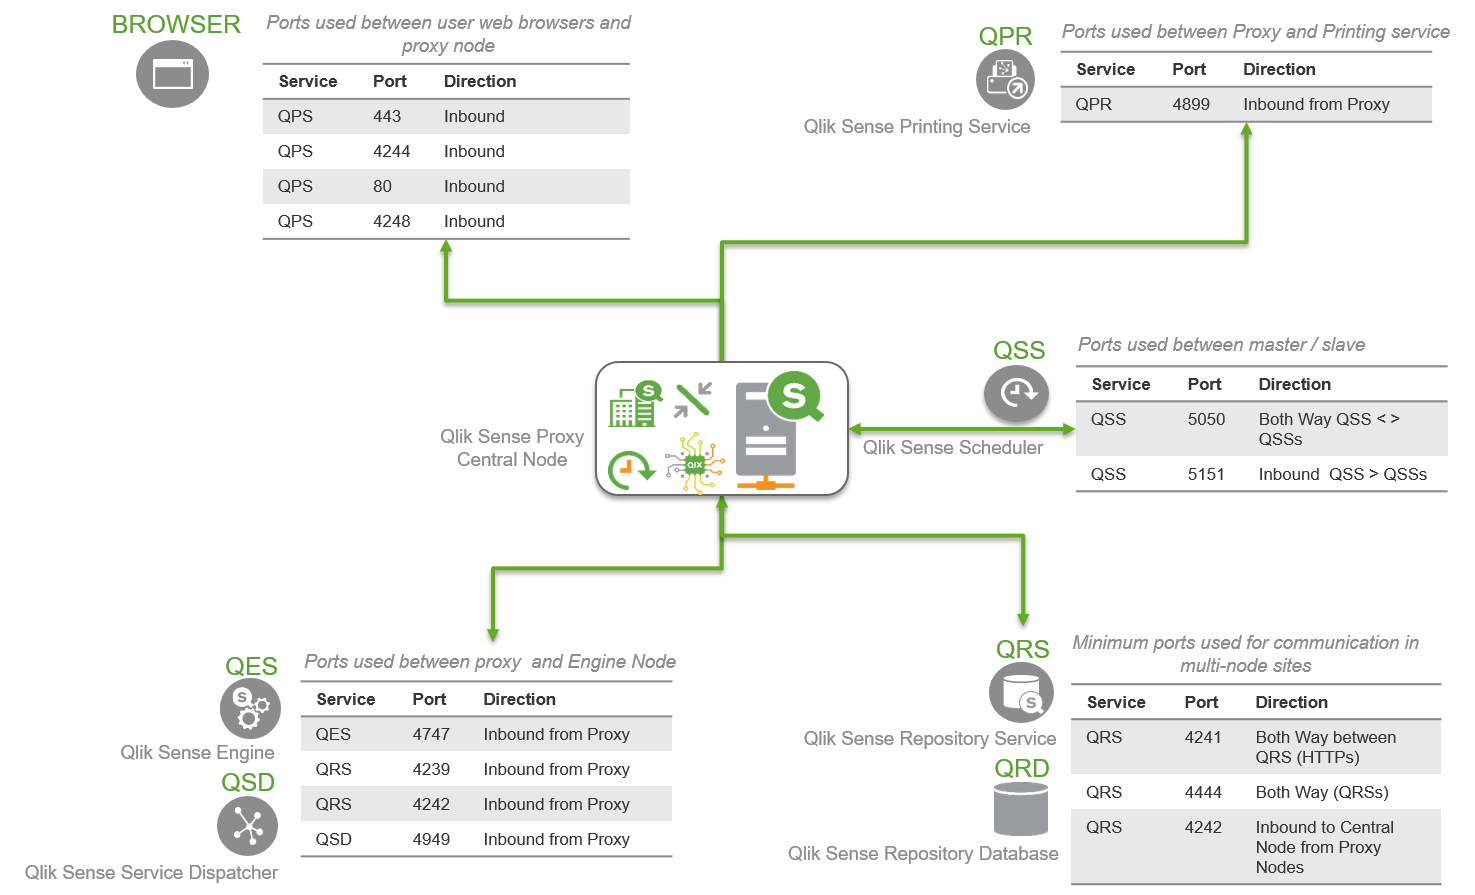 BROWSER
Ports used between user web browsers and
proxy node
Service Port Direction
QPS 443 Inbound
QPS 4244 Inbound
QPS 80 Inbound
QPS 4248 Inbound
QPR
Qlik Sense Printing Service
Ports used between Proxy and Printing service
Service Port Direction
QPR 4899 Inbound from Proxy
Qlik Sense Proxy
Central Node
S
S
QIX
QSS
Qlik Sense Scheduler
Ports used between master / slave
Service Port Direction
QSS 5050 Both Way QSS < >
QSSs
QSS 5151 Inbound QSS > QSSs
QES
S
Qlik Sense Engine
QSD
Qlik Sense Service Dispatcher
Ports used between proxy and Engine Node
Service Port Direction
QES 4747 Inbound from Proxy
QRS 4239 Inbound from Proxy
QRS 4242 Inbound from Proxy
QSD 4949 Inbound from Proxy
QRS
S
Qlik Sense Repository Service
QRD
Qlik Sense Repository Database
Minimum ports used for communication in
multi-node sites
Service Port Direction
QRS 4241 Both Way between
QRS (HTTPs)
QRS 4444 Both Way (QRSs)
QRS 4242 Inbound to Central
Node from Proxy
Nodes